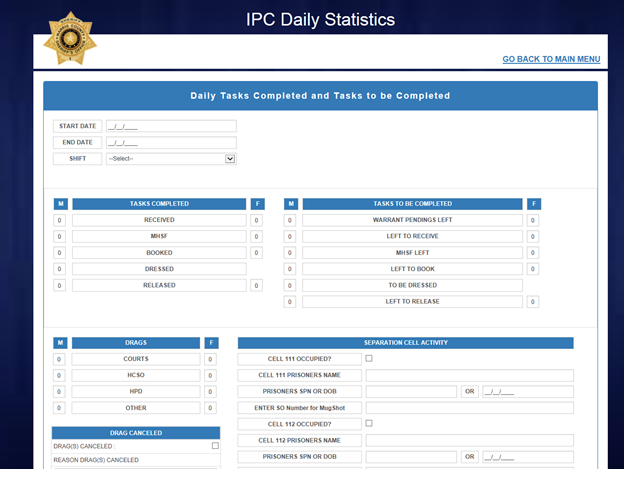 IPC Daily Statistics
GO BACK TO MAIN MENU
Daily Tasks Completed and Tasks to be Completed
START DATE __/__/____
END DATE __/__/____
SHIFT --Select--
M TASKS COMPLETED F
0 RECEIVED 0
0 MHSF 0
0 BOOKED 0
0 DRESSED
0 RELEASED 0
M TASKS TO BE COMPLETED F
0 WARRANT PENDINGS LEFT 0
0 LEFT TO RECEIVE 0
0 MHSF LEFT 0
0 LEFT TO BOOK 0
0 TO BE DRESSED
0 LEFT TO RELEASE 0
M DRAGS F
0 COURTS 0
0 HCSO 0
0 HPD 0
0 OTHER 0
DRAG CANCELED
DRAG(S) CANCELED
REASON DRAG(S) CANCELED
SEPARATION CELL ACTIVITY
CELL 111 OCCUPIED?
CELL 111 PRISONERS NAME
PRISONERS SPN OR DOB OR __/__/____
ENTER SO Number for MugShot
CELL 112 OCCUPIED?
CELL 112 PRISONERS NAME
PRISONERS SPN OR DOB OR __/__/____